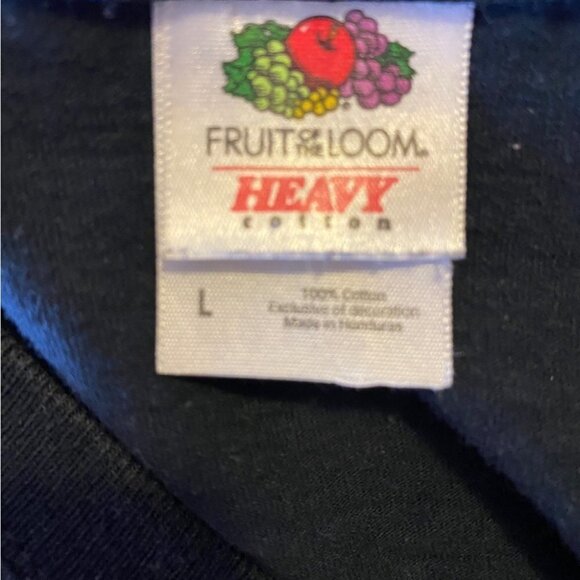 FRUIT OF THE LOOM®
HEAVY
cotton
L
100% Cotton
Exclusive of decoration
Made in Honduras